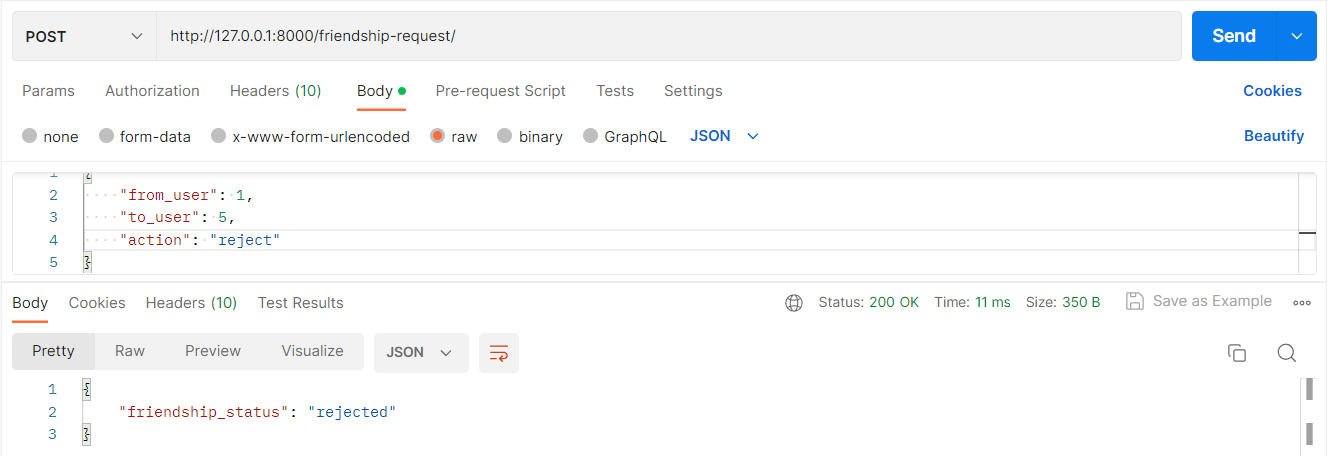 POST http://127.0.0.1:8000/friendship-request/ Send
Params Authorization Headers (10) Body Pre-request Script Tests Settings Cookies
none form-data x-www-form-urlencoded raw binary GraphQL JSON Beautify
1 {
2 "from_user": 1,
3 "to_user": 5,
4 "action": "reject"
5 }
Body Cookies Headers (10) Test Results Status: 200 OK Time: 11 ms Size: 350 B Save as Example
Pretty Raw Preview Visualize JSON
1 {
2 "friendship_status": "rejected"
3 }